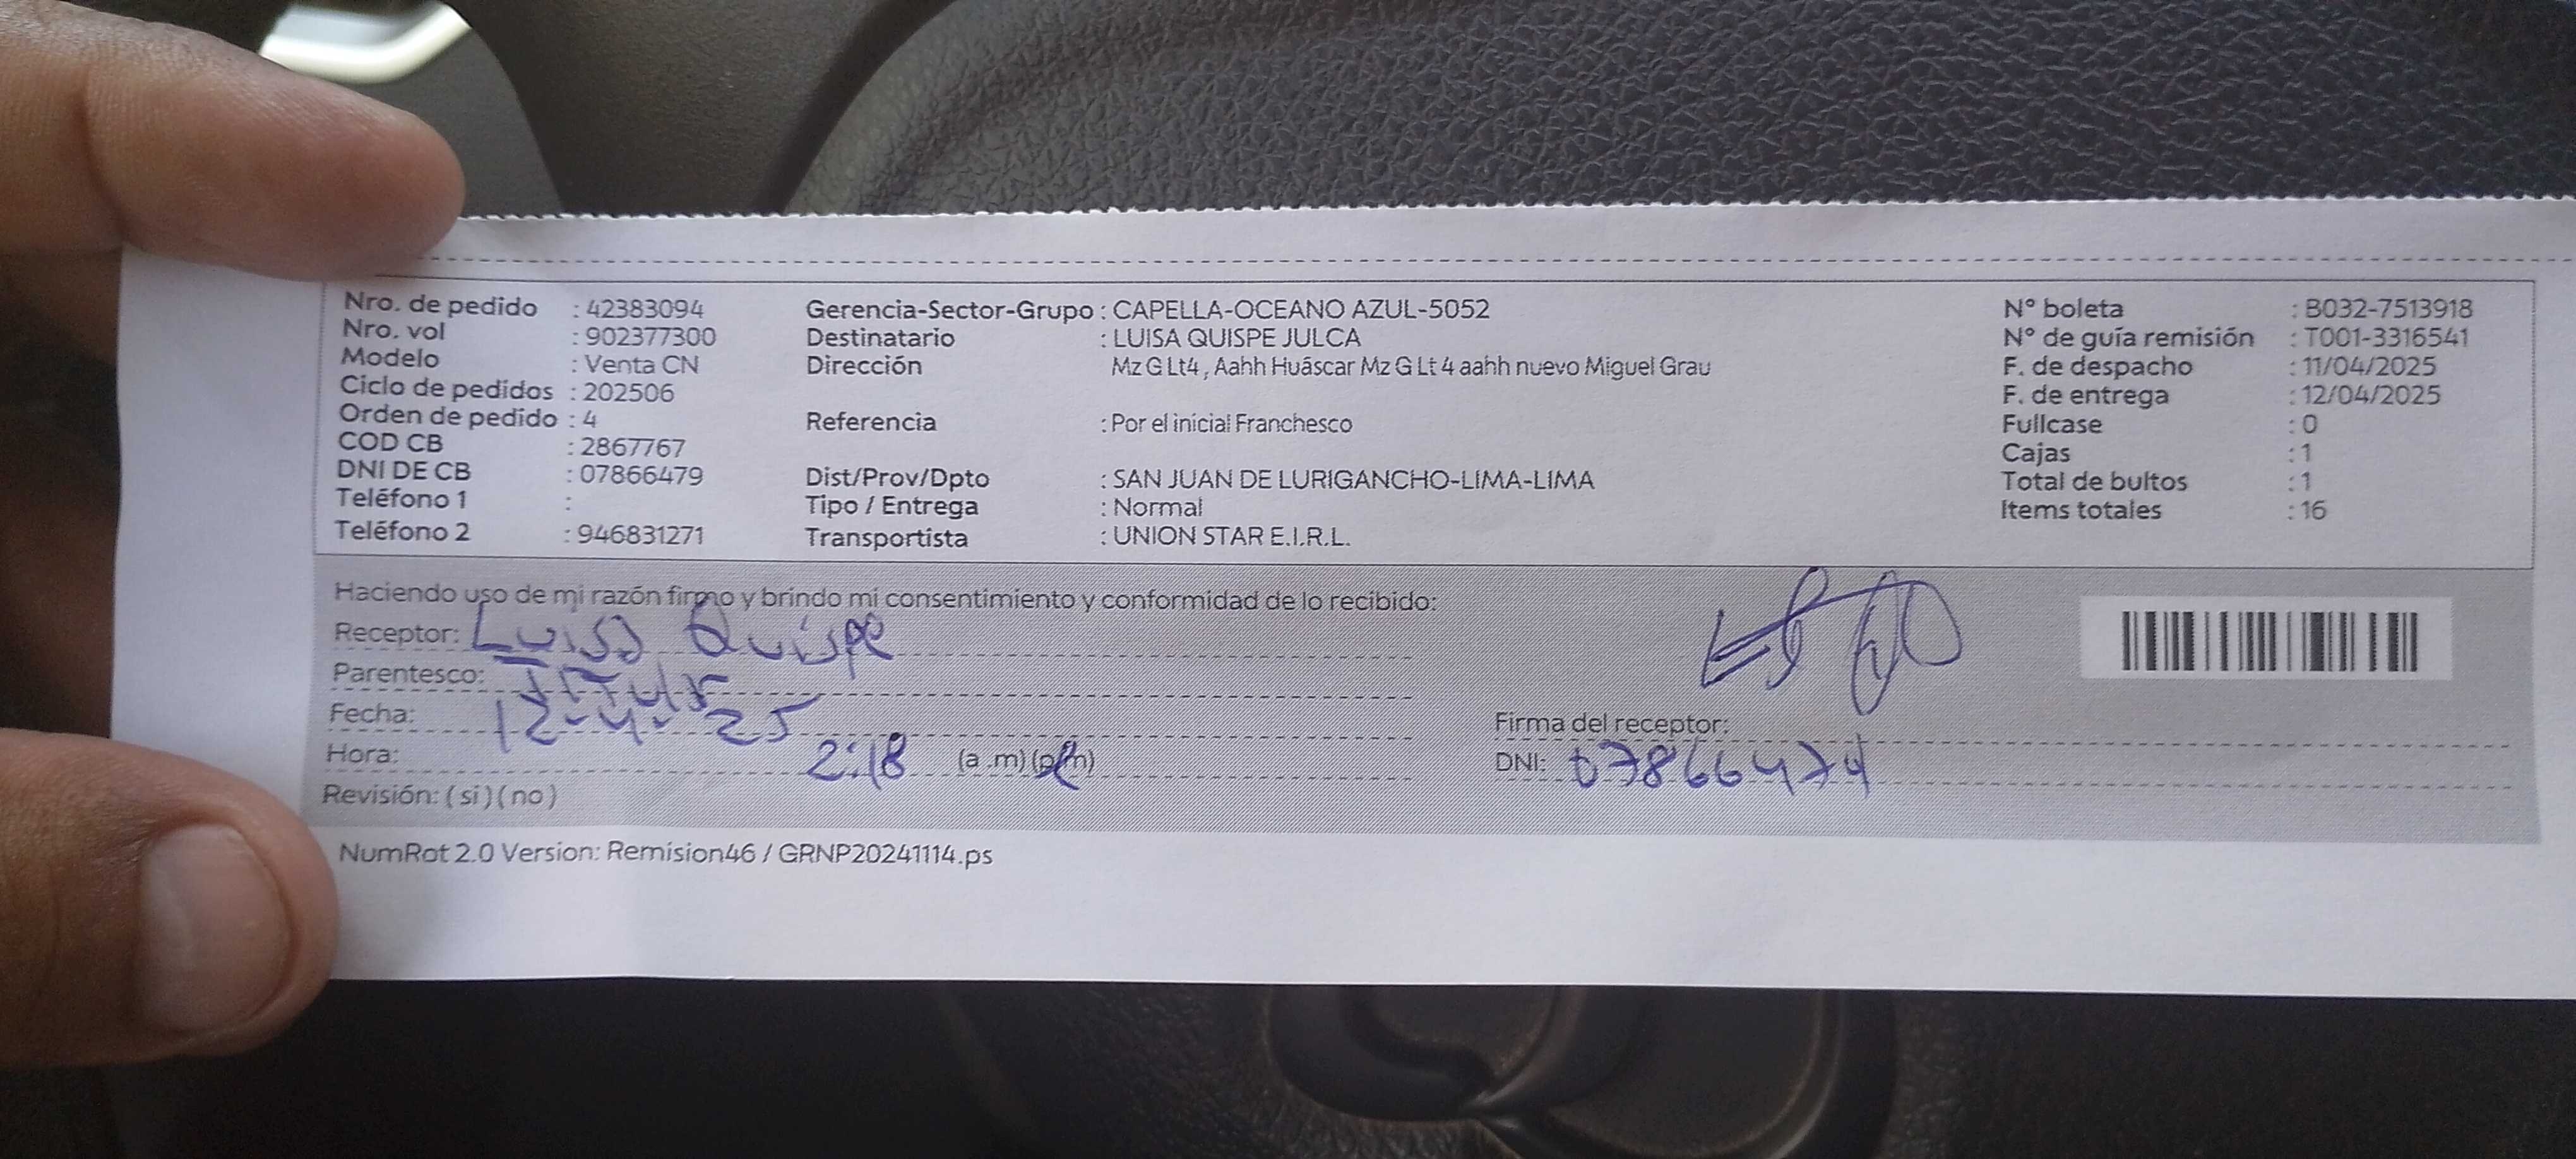 Nro. de pedido : 42383094
Nro. vol : 902377300
Modelo : Venta CN
Ciclo de pedidos : 202506
Orden de pedido : 4
COD CB : 2867767
DNI DE CB : 07866479
Teléfono 1 :
Teléfono 2 : 946831271
Gerencia-Sector-Grupo : CAPELLA-OCEANO AZUL-5052
Destinatario : LUISA QUISPE JULCA
Dirección Mz G Lt4 , Aahh Huáscar Mz G Lt 4 aahh nuevo Miguel Grau
Referencia : Por el inicial Franchesco
Dist/Prov/Dpto : SAN JUAN DE LURIGANCHO-LIMA-LIMA
Tipo / Entrega : Normal
Transportista : UNION STAR E.I.R.L.
N° boleta : B032-7513918
N° de guía remisión : T001-3316541
F. de despacho : 11/04/2025
F. de entrega : 12/04/2025
Fullcase : 0
Cajas : 1
Total de bultos : 1
Items totales : 16
Haciendo uso de mi razón firmo y brindo mi consentimiento y conformidad de lo recibido:
Receptor: Luisa Quispe
Parentesco: Titular
Fecha: 12-4-25
Hora: 2:18 (a .m) (p.m)
Revisión: ( si ) ( no )
Firma del receptor:
DNI: 07866479
NumRot 2.0 Version: Remision46 / GRNP20241114.ps